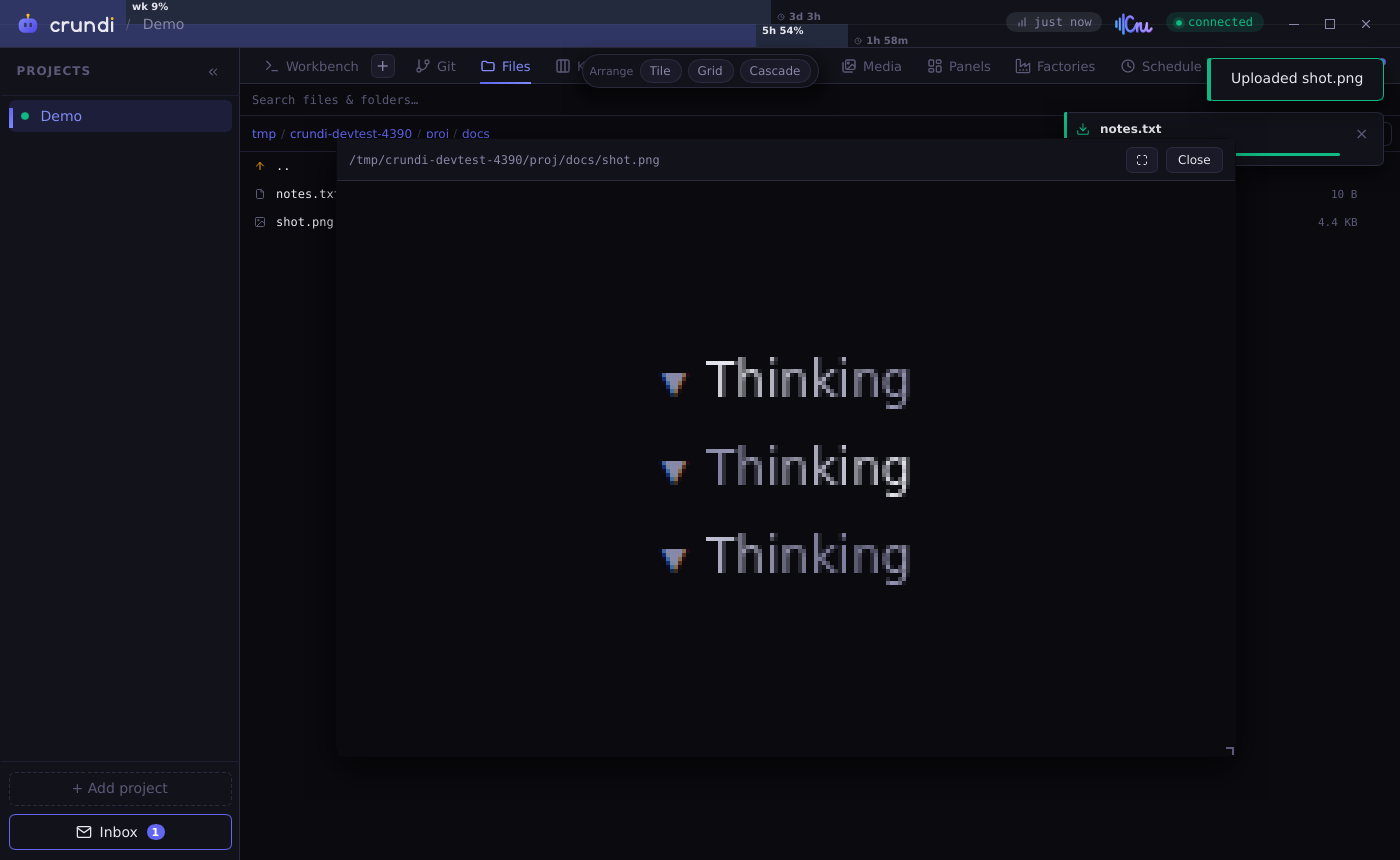 wk 9%
3d 3h
crundi / Demo
5h 54%
1h 58m
just now
Cru
connected
PROJECTS «
Workbench + Git Files K
Arrange Tile Grid Cascade
Media Panels Factories Schedule
Uploaded shot.png
Demo
Search files & folders…
tmp / crundi-devtest-4390 / proj / docs
notes.txt
/tmp/crundi-devtest-4390/proj/docs/shot.png
Close
..
notes.txt 10 B
shot.png 4.4 KB
▼ Thinking
▼ Thinking
▼ Thinking
+ Add project
Inbox 1